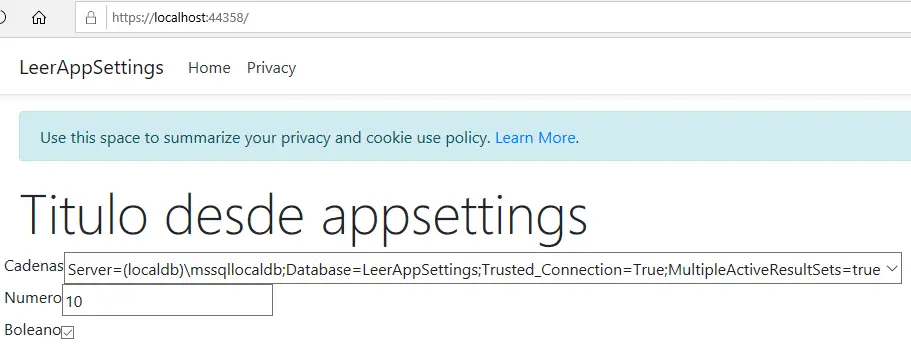 https://localhost:44358/
LeerAppSettings Home Privacy
Use this space to summarize your privacy and cookie use policy. Learn More.
Titulo desde appsettings
Cadenas Server=(localdb)\mssqllocaldb;Database=LeerAppSettings;Trusted_Connection=True;MultipleActiveResultSets=true
Numero 10
Boleano